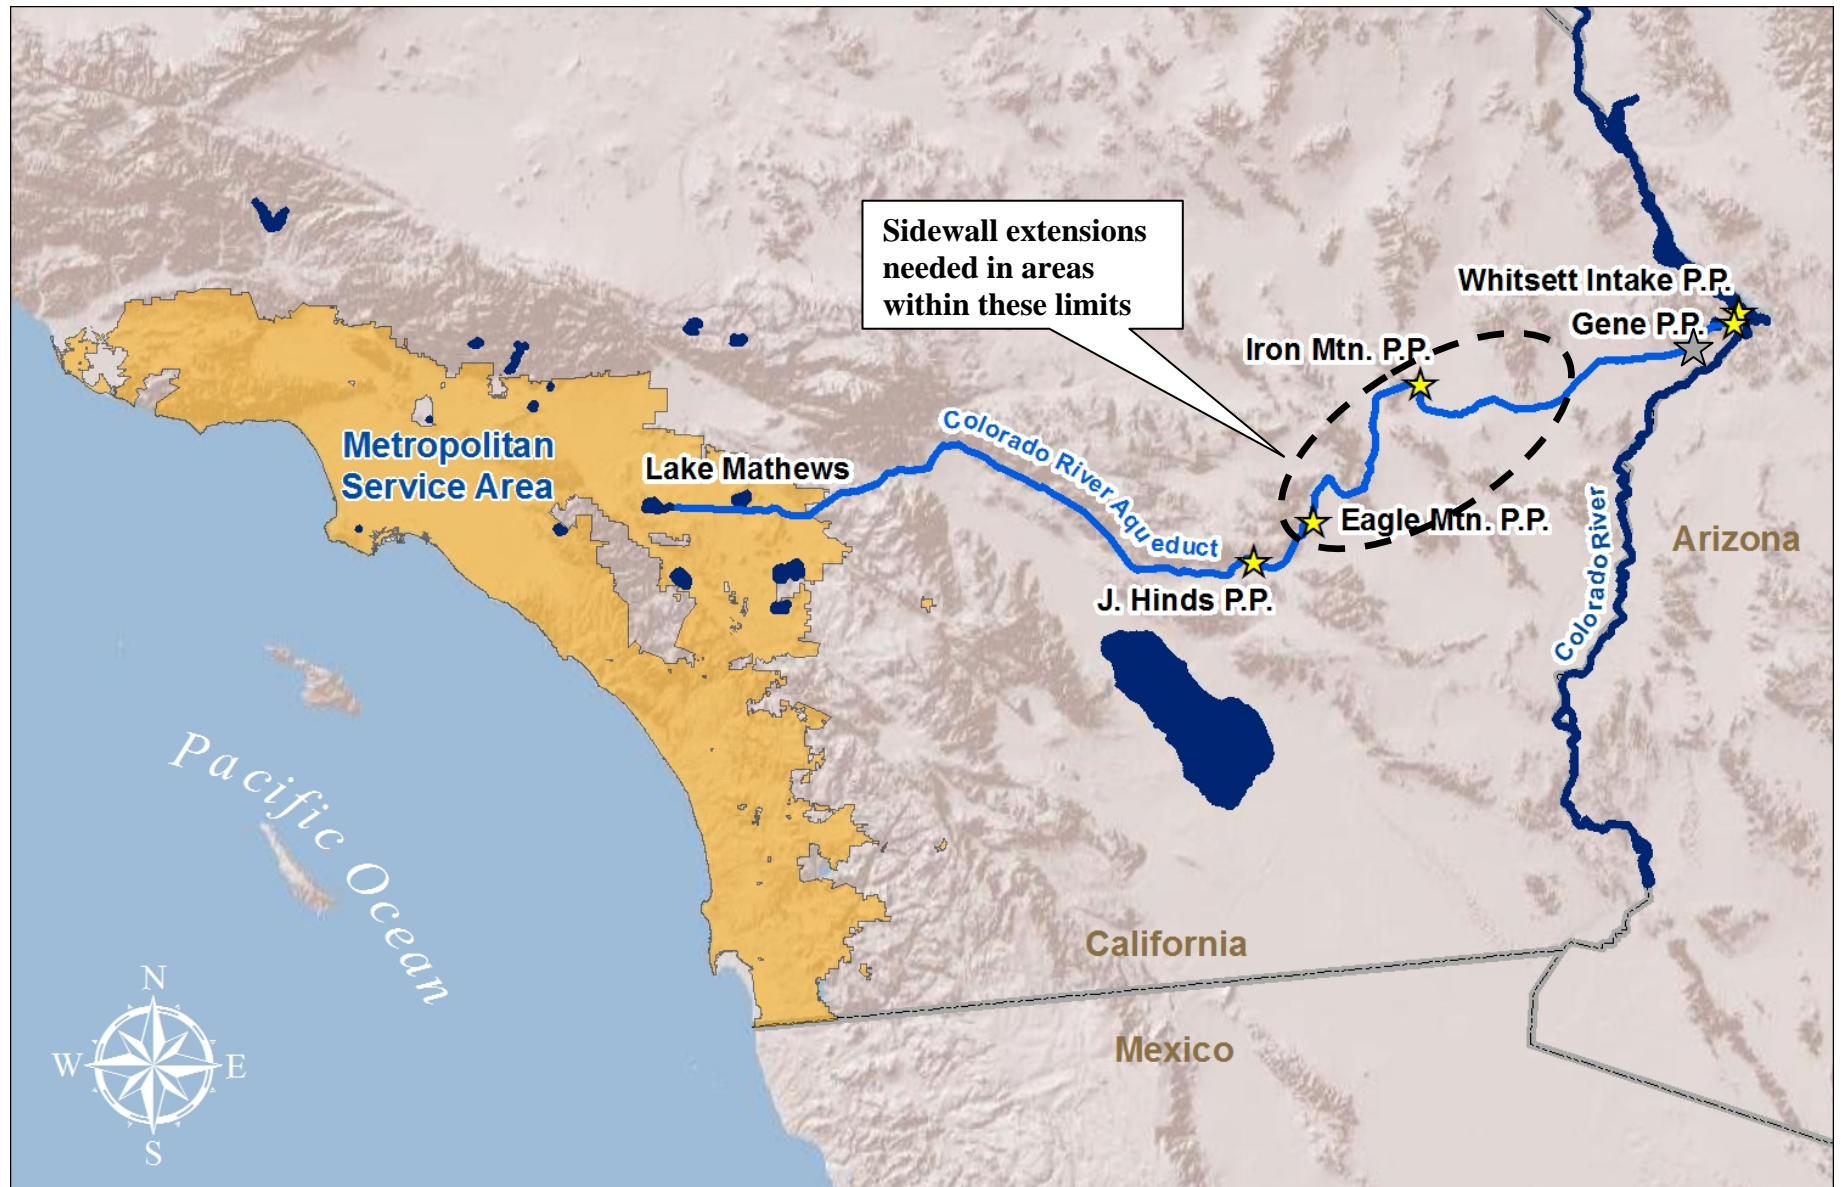 Sidewall extensions
needed in areas
within these limits
Whitsett Intake P.P.
Gene P.P.
Iron Mtn. P.P.
Colorado River Aqueduct
Metropolitan
Service Area
Lake Mathews
Eagle Mtn. P.P.
Arizona
J. Hinds P.P.
Colorado River
Pacific Ocean
California
Mexico
N
W
E
S